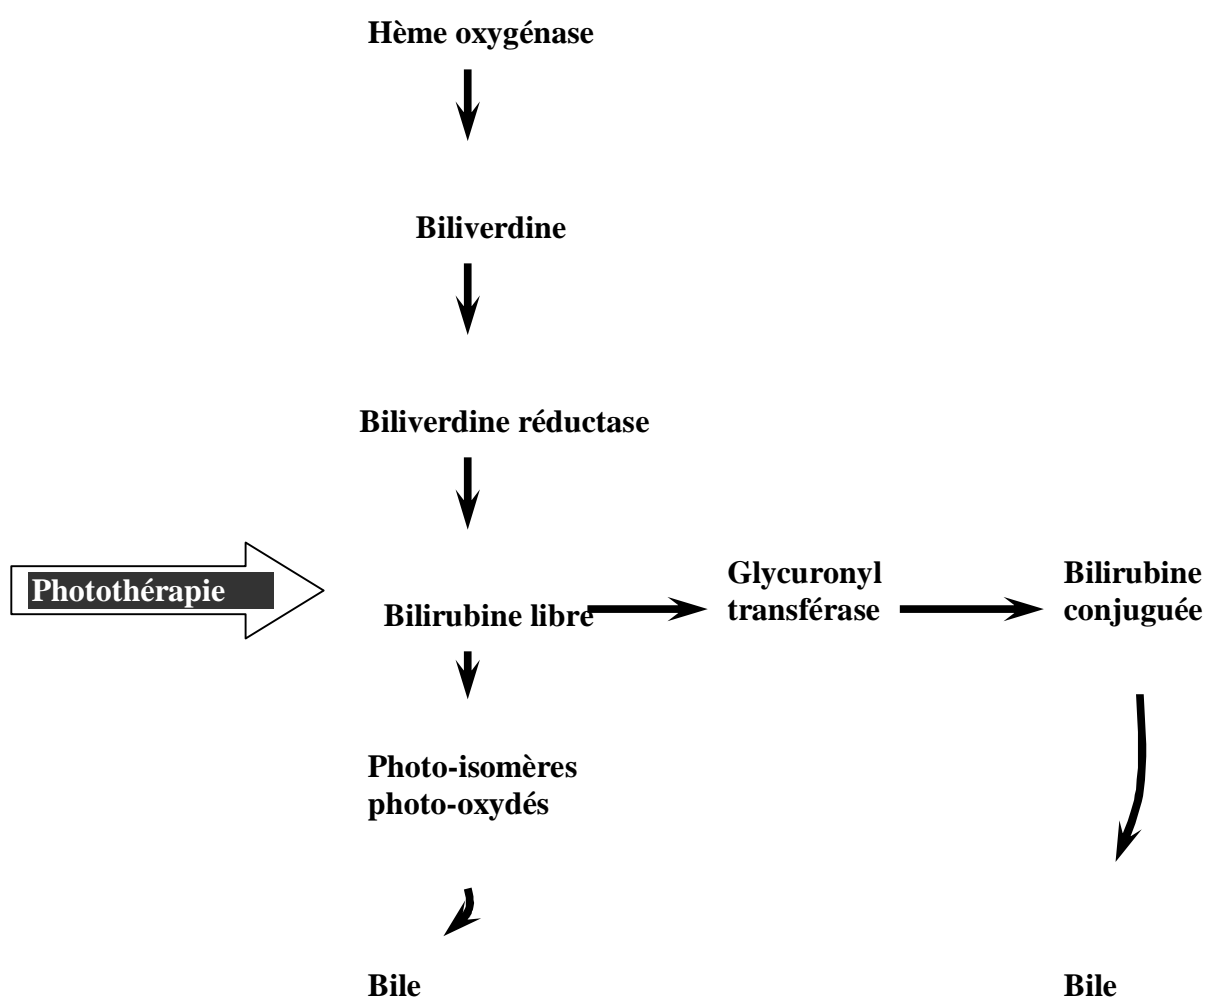 Hème oxygénase
Biliverdine
Biliverdine réductase
Photothérapie
Bilirubine libre
Glycuronyl
transférase
Bilirubine
conjuguée
Photo-isomères
photo-oxydés
Bile
Bile